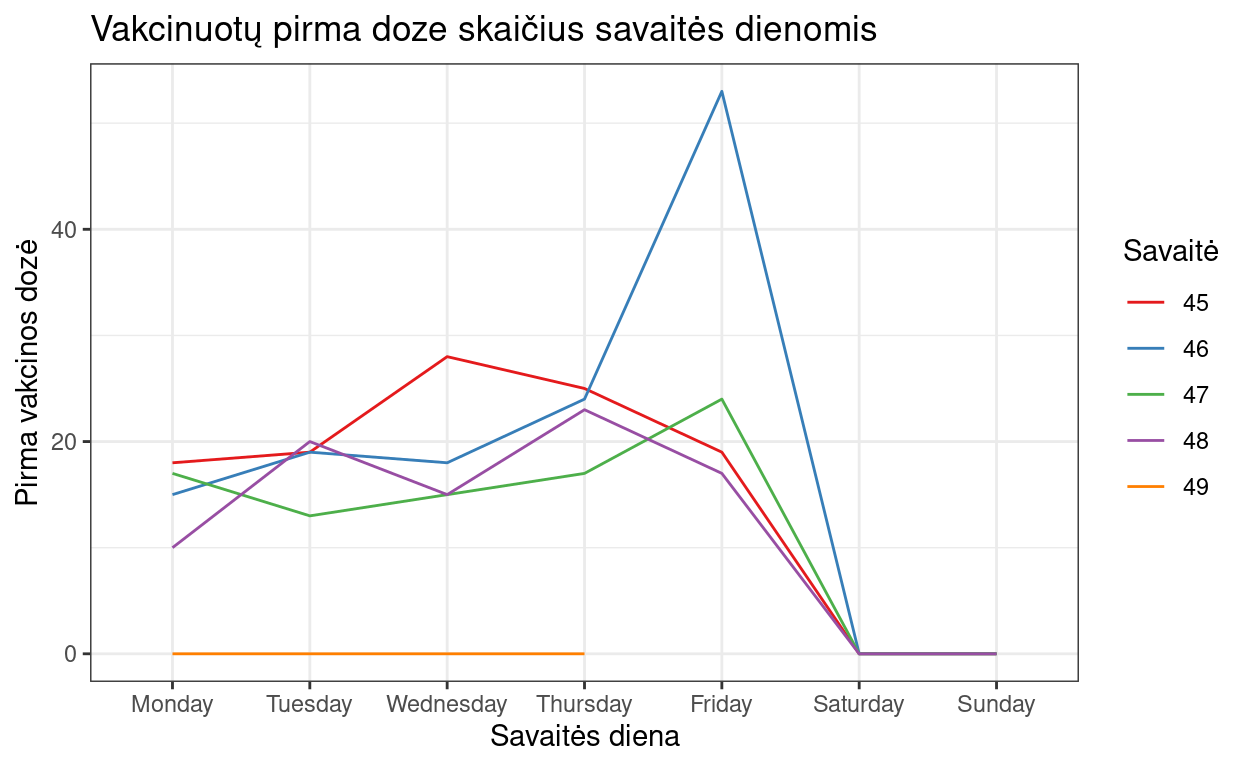 Vakcinuotų pirma doze skaičius savaitės dienomis
Pirma vakcinos dozė
40
20
0
Monday Tuesday Wednesday Thursday Friday Saturday Sunday
Savaitės diena
Savaitė
45
46
47
48
49